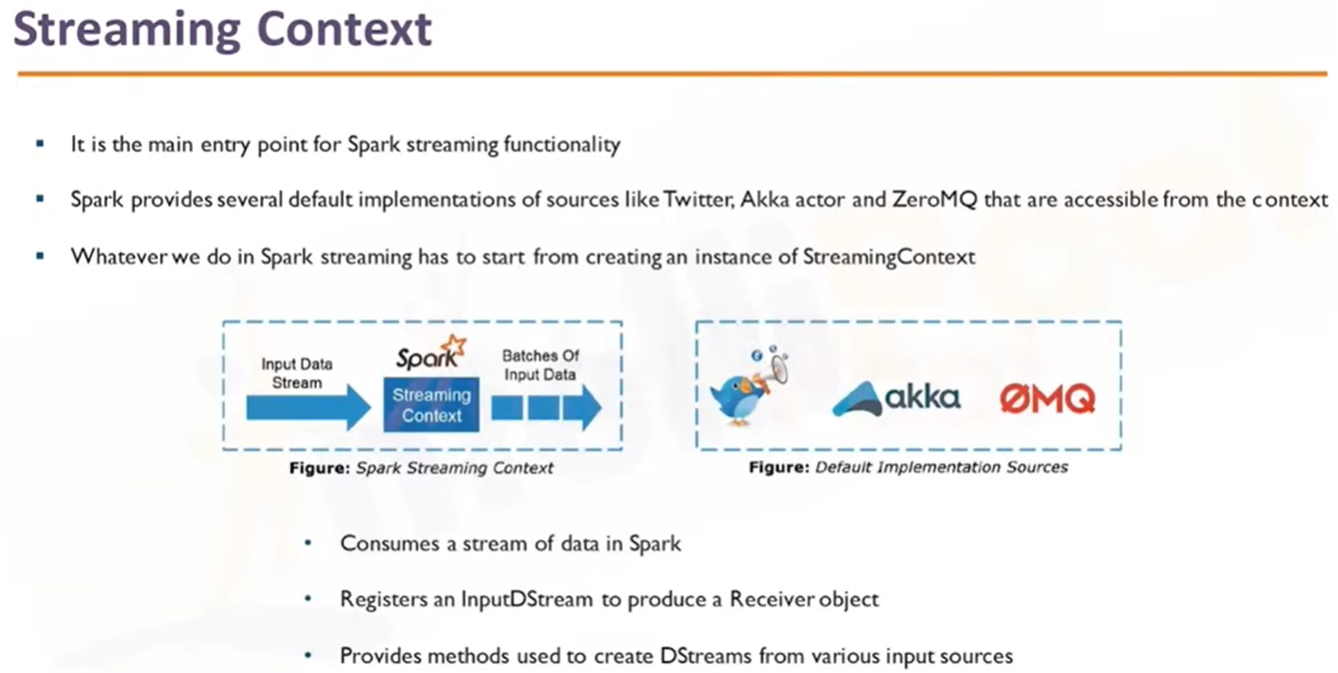 Streaming Context
It is the main entry point for Spark streaming functionality
Spark provides several default implementations of sources like Twitter, Akka actor and ZeroMQ that are accessible from the context
Whatever we do in Spark streaming has to start from creating an instance of StreamingContext
Input Data
Stream
Spark
Streaming
Context
Batches Of
Input Data
Figure: Spark Streaming Context
akka
ØMQ
Figure: Default Implementation Sources
Consumes a stream of data in Spark
Registers an InputDStream to produce a Receiver object
Provides methods used to create DStreams from various input sources